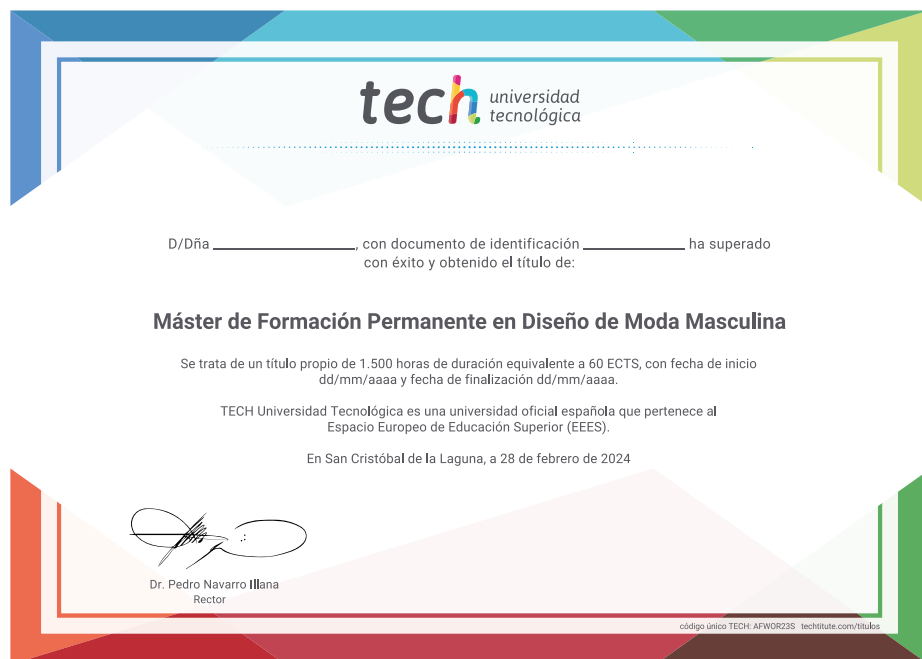 tech universidad
tecnológica
D/Dña ______________, con documento de identificación __________ ha superado
con éxito y obtenido el título de:
Máster de Formación Permanente en Diseño de Moda Masculina
Se trata de un título propio de 1.500 horas de duración equivalente a 60 ECTS, con fecha de inicio
dd/mm/aaaa y fecha de finalización dd/mm/aaaa.
TECH Universidad Tecnológica es una universidad oficial española que pertenece al
Espacio Europeo de Educación Superior (EEES).
En San Cristóbal de la Laguna, a 28 de febrero de 2024
Dr. Pedro Navarro Illana
Rector
código único TECH: AFWOR23S techtitute.com/titulos